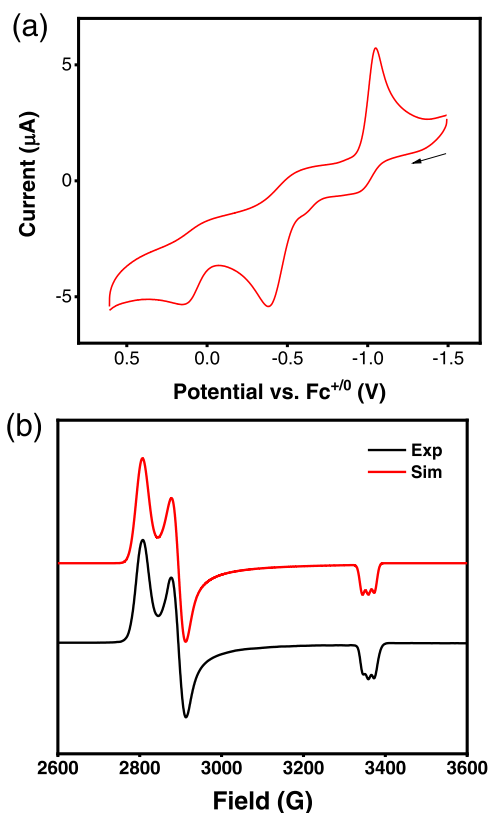 (a)
Current (μA)
5
0
-5
0.5 0.0 -0.5 -1.0 -1.5
Potential vs. Fc+/0 (V)
(b)
Exp
Sim
2600 2800 3000 3200 3400 3600
Field (G)